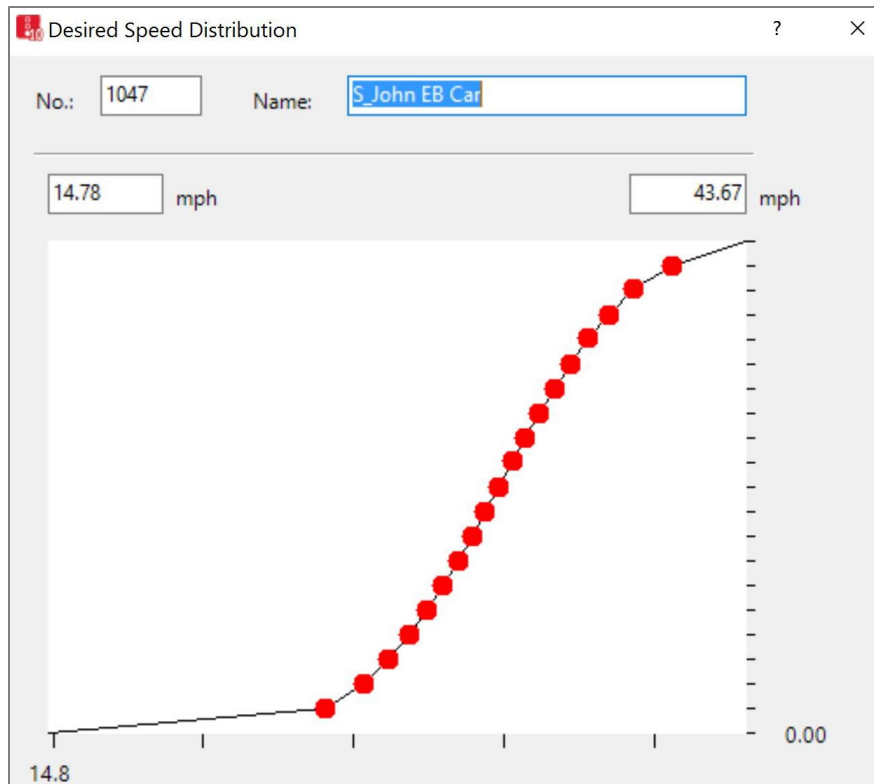 Desired Speed Distribution ? ×
No.: 1047 Name: S_John EB Car
14.78 mph 43.67 mph
0.00
14.8